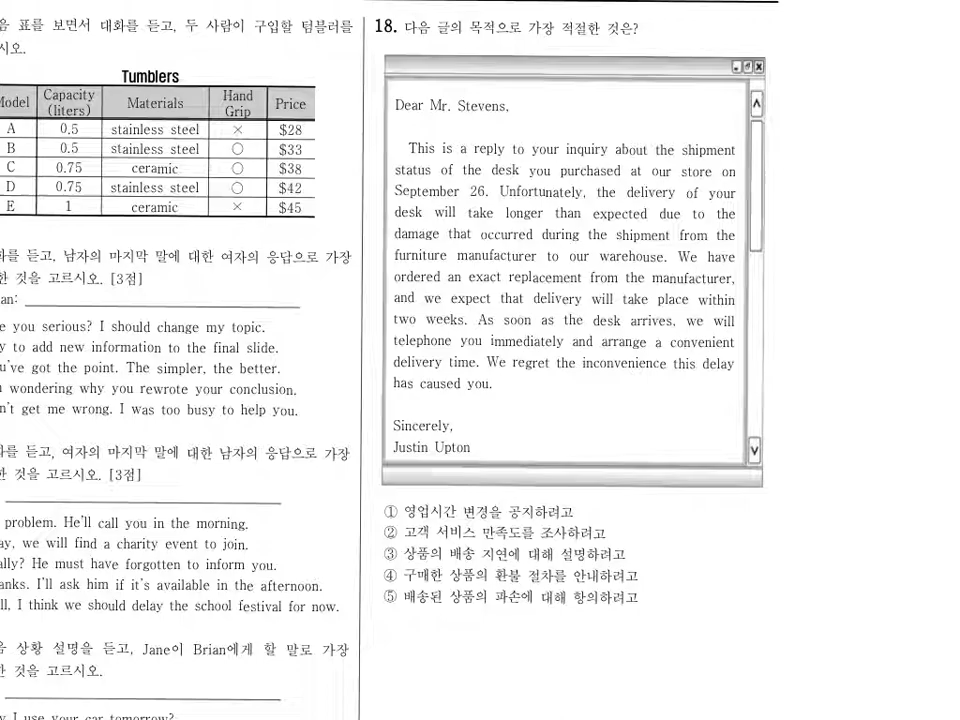 음 표를 보면서 대화를 듣고, 두 사람이 구입할 텀블러를
시오.
Tumblers
Model Capacity (liters) Materials Hand Grip Price
A 0.5 stainless steel × $28
B 0.5 stainless steel ○ $33
C 0.75 ceramic ○ $38
D 0.75 stainless steel ○ $42
E 1 ceramic × $45
화를 듣고, 남자의 마지막 말에 대한 여자의 응답으로 가장
한 것을 고르시오. [3점]
an:
e you serious? I should change my topic.
y to add new information to the final slide.
u've got the point. The simpler, the better.
wondering why you rewrote your conclusion.
n't get me wrong. I was too busy to help you.
화를 듣고, 여자의 마지막 말에 대한 남자의 응답으로 가장
한 것을 고르시오. [3점]
problem. He'll call you in the morning.
ay, we will find a charity event to join.
ally? He must have forgotten to inform you.
anks. I'll ask him if it's available in the afternoon.
ll, I think we should delay the school festival for now.
음 상황 설명을 듣고, Jane이 Brian에게 할 말로 가장
한 것을 고르시오.
y I use your car tomorrow?
18. 다음 글의 목적으로 가장 적절한 것은?
Dear Mr. Stevens,
This is a reply to your inquiry about the shipment
status of the desk you purchased at our store on
September 26. Unfortunately, the delivery of your
desk will take longer than expected due to the
damage that occurred during the shipment from the
furniture manufacturer to our warehouse. We have
ordered an exact replacement from the manufacturer,
and we expect that delivery will take place within
two weeks. As soon as the desk arrives, we will
telephone you immediately and arrange a convenient
delivery time. We regret the inconvenience this delay
has caused you.
Sincerely,
Justin Upton
① 영업시간 변경을 공지하려고
② 고객 서비스 만족도를 조사하려고
③ 상품의 배송 지연에 대해 설명하려고
④ 구매한 상품의 환불 절차를 안내하려고
⑤ 배송된 상품의 파손에 대해 항의하려고